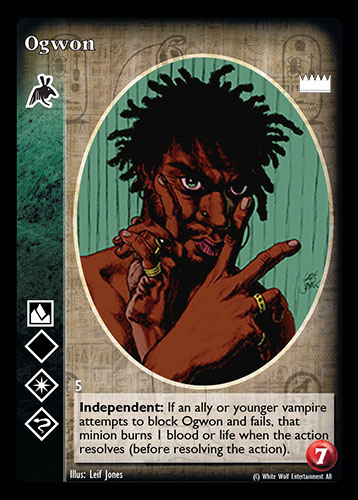 Ogwon
5
Independent: If an ally or younger vampire
attempts to block Ogwon and fails, that
minion burns 1 blood or life when the action
resolves (before resolving the action).
7
Illus: Leif Jones
(C) White Wolf Entertainment AB